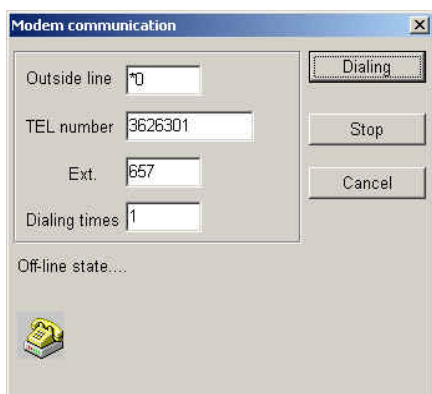 Modem communication
Outside line *0
Dialing
TEL number 3626301
Stop
Ext. 657
Cancel
Dialing times 1
Off-line state....